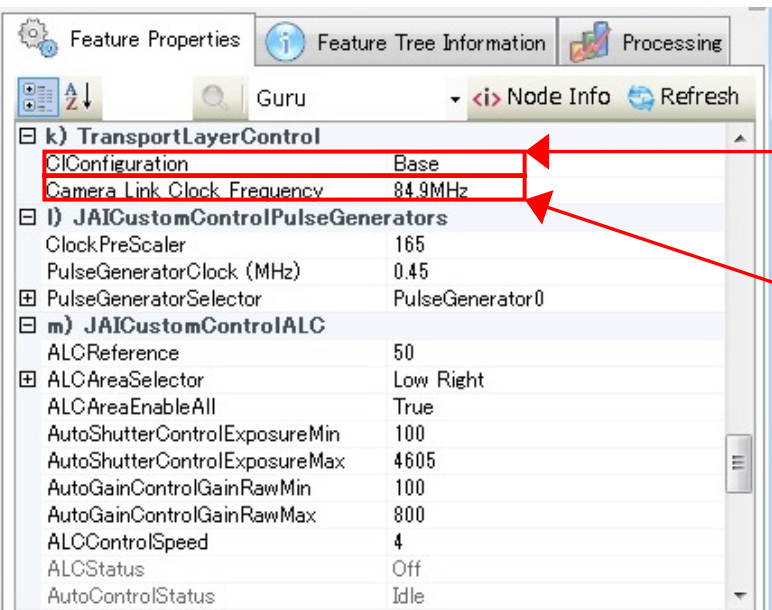 Feature Properties Feature Tree Information Processing
Guru <i> Node Info Refresh
k) TransportLayerControl
ClConfiguration Base
Camera Link Clock Frequency 84.9MHz
l) JAICustomControlPulseGenerators
ClockPreScaler 165
PulseGeneratorClock (MHz) 0.45
PulseGeneratorSelector PulseGenerator0
m) JAICustomControlALC
ALCReference 50
ALCAreaSelector Low Right
ALCAreaEnableAll True
AutoShutterControlExposureMin 100
AutoShutterControlExposureMax 4605
AutoGainControlGainRawMin 100
AutoGainControlGainRawMax 800
ALCControlSpeed 4
ALCStatus Off
AutoControlStatus Idle